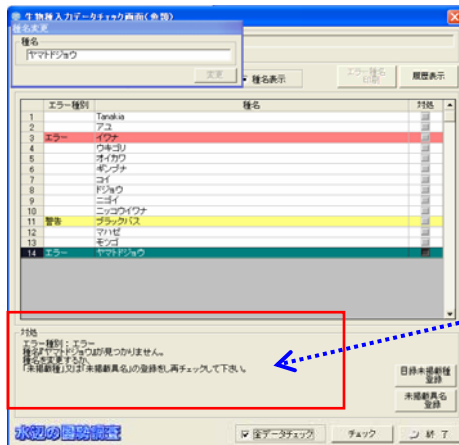 生物種入力データチェック画面(魚類)
種名変更
種名
ヤマトドジョウ
変更
種名表示
エラー種名
印刷
履歴表示
エラー種別 種名 対処
1 Tanakia
2 アユ
3 エラー イワナ
4 ウキゴリ
5 オイカワ
6 ギンブナ
7 コイ
8 ドジョウ
9 ニゴイ
10 ニッコウイワナ
11 警告 ブラックバス
12 マハゼ
13 モツゴ
14 エラー ヤマトドジョウ
対処
エラー種別:エラー
種名『ヤマトドジョウ』が見つかりません。
種名を変更するか、
「未掲載種」又は「未掲載異名」の登録をし再チェックして下さい。
目録未掲載種
登録
未掲載異名
登録
水辺の国勢調査
全データチェック
チェック
終了